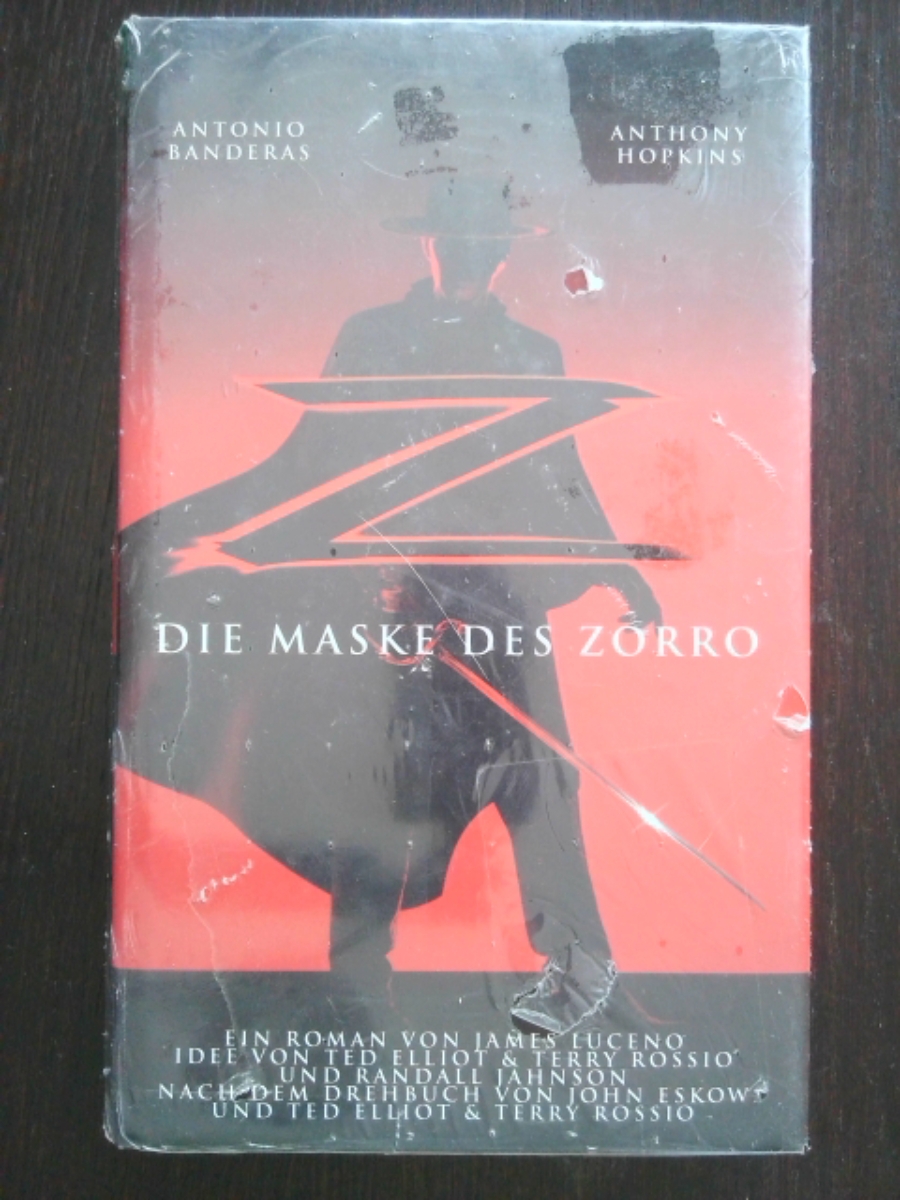 ANTONIO
BANDERAS
ANTHONY
HOPKINS
Z
DIE MASKE DES ZORRO
EIN ROMAN VON JAMES LUCENO
IDEE VON TED ELLIOT & TERRY ROSSIO
UND RANDALL JAHNSON
NACH DEM DREHBUCH VON JOHN ESKOW
UND TED ELLIOT & TERRY ROSSIO